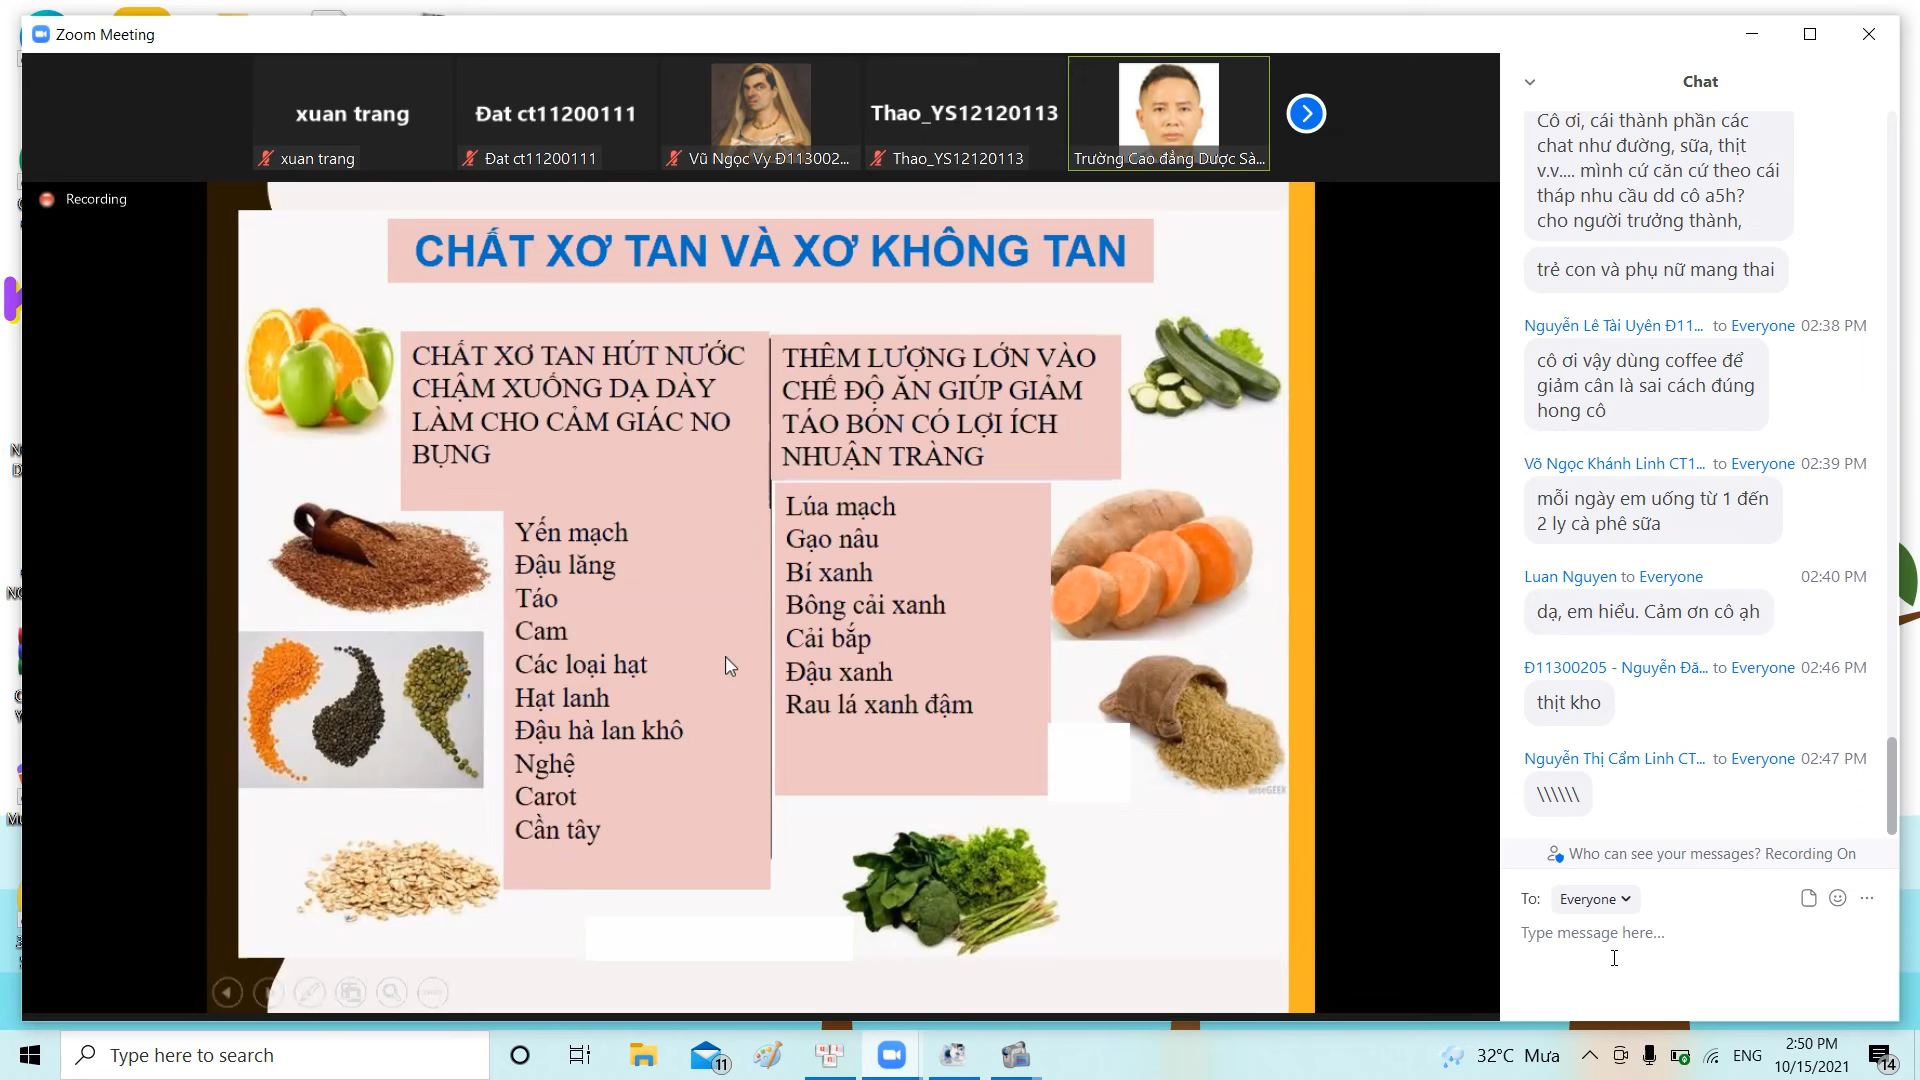 Zoom Meeting
xuan trang
Đat ct11200111
Thao_YS12120113
xuan trang
Đat ct11200111
Vũ Ngọc Vy Đ113002...
Thao_YS12120113
Trường Cao đẳng Dược Sà...
Recording
CHẤT XƠ TAN VÀ XƠ KHÔNG TAN
CHẤT XƠ TAN HÚT NƯỚC
CHẬM XUỐNG DẠ DÀY
LÀM CHO CẢM GIÁC NO
BỤNG
Yến mạch
Đậu lăng
Táo
Cam
Các loại hạt
Hạt lanh
Đậu hà lan khô
Nghệ
Carot
Cần tây
THÊM LƯỢNG LỚN VÀO
CHẾ ĐỘ ĂN GIÚP GIẢM
TÁO BÓN CÓ LỢI ÍCH
NHUẬN TRÀNG
Lúa mạch
Gạo nâu
Bí xanh
Bông cải xanh
Cải bắp
Đậu xanh
Rau lá xanh đậm
wiseGEEK
Chat
Cô ơi, cái thành phần các
chat như đường, sữa, thịt
v.v.... mình cứ căn cứ theo cái
tháp nhu cầu dd cô a5h?
cho người trưởng thành,
trẻ con và phụ nữ mang thai
Nguyễn Lê Tài Uyên Đ11... to Everyone 02:38 PM
cô ơi vậy dùng coffee để
giảm cân là sai cách đúng
hong cô
Võ Ngọc Khánh Linh CT1... to Everyone 02:39 PM
mỗi ngày em uống từ 1 đến
2 ly cà phê sữa
Luan Nguyen to Everyone 02:40 PM
dạ, em hiểu. Cảm ơn cô ạh
Đ11300205 - Nguyễn Đă... to Everyone 02:46 PM
thịt kho
Nguyễn Thị Cẩm Linh CT... to Everyone 02:47 PM
\\\\\\
Who can see your messages? Recording On
To: Everyone
Type message here...
Type here to search
11
32°C Mưa
ENG
2:50 PM
10/15/2021
14